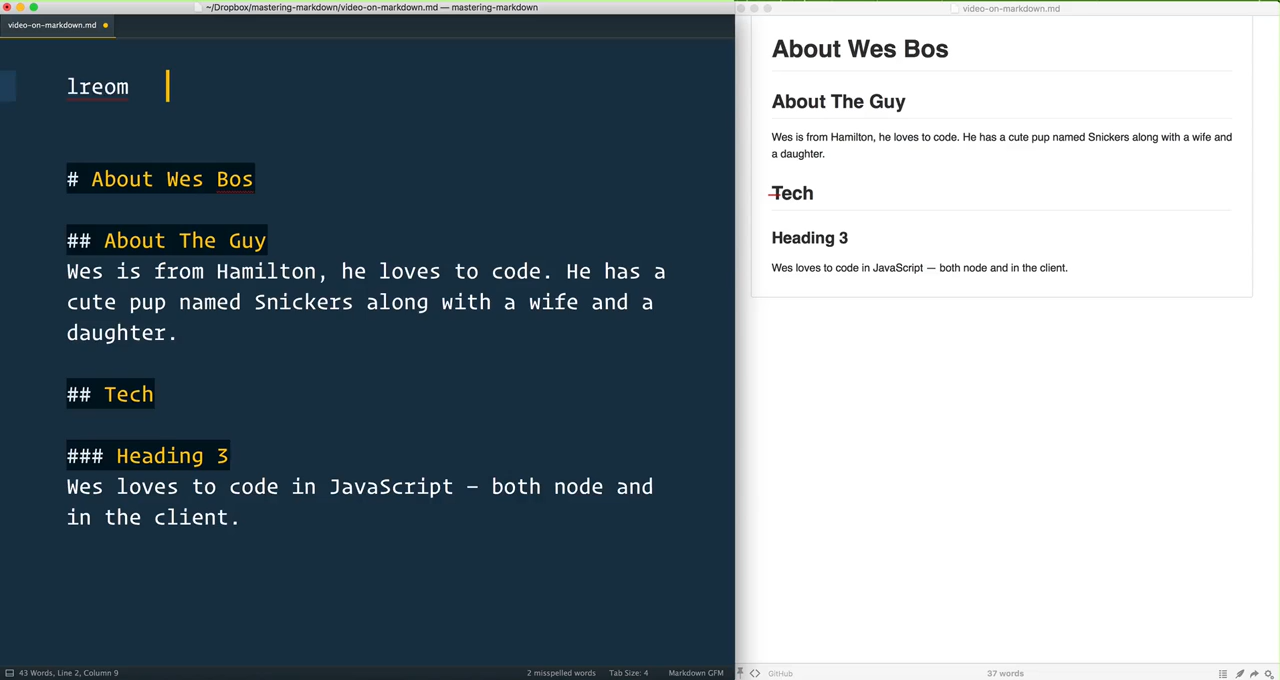 ~/Dropbox/mastering-markdown/video-on-markdown.md — mastering-markdown
video-on-markdown.md
lreom
# About Wes Bos
## About The Guy
Wes is from Hamilton, he loves to code. He has a
cute pup named Snickers along with a wife and a
daughter.
## Tech
### Heading 3
Wes loves to code in JavaScript — both node and
in the client.
43 Words, Line 2, Column 9
2 misspelled words
Tab Size: 4
Markdown GFM
video-on-markdown.md
About Wes Bos
About The Guy
Wes is from Hamilton, he loves to code. He has a cute pup named Snickers along with a wife and
a daughter.
Tech
Heading 3
Wes loves to code in JavaScript — both node and in the client.
GitHub
37 words